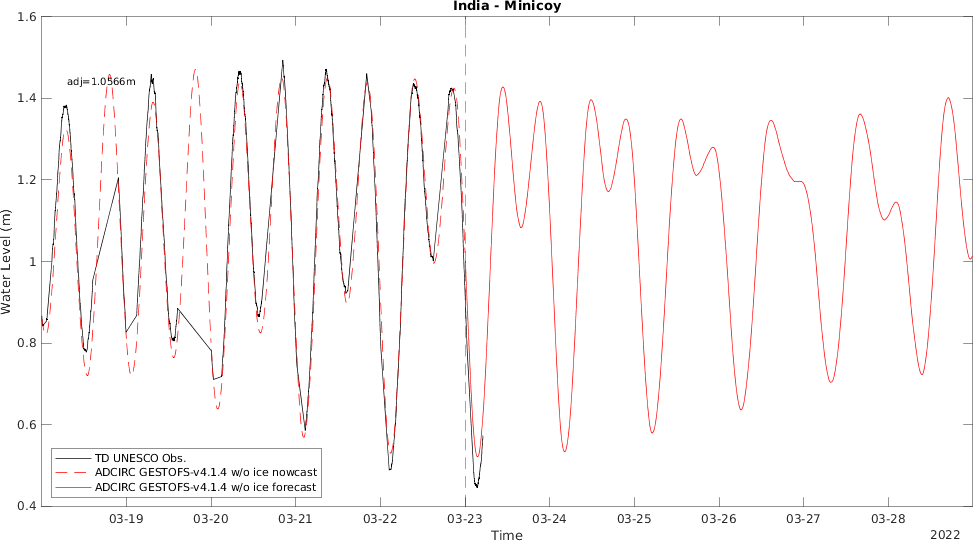 India - Minicoy
1.6
1.4
1.2
1
0.8
0.6
0.4
Water Level (m)
adj=1.0566m
TD UNESCO Obs.
ADCIRC GESTOFS-v4.1.4 w/o ice nowcast
ADCIRC GESTOFS-v4.1.4 w/o ice forecast
03-19 03-20 03-21 03-22 03-23 03-24 03-25 03-26 03-27 03-28
Time
2022